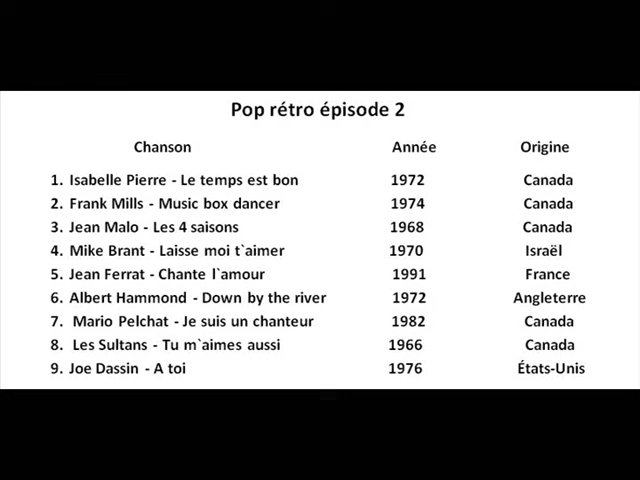 Pop rétro épisode 2
Chanson Année Origine
1. Isabelle Pierre - Le temps est bon 1972 Canada
2. Frank Mills - Music box dancer 1974 Canada
3. Jean Malo - Les 4 saisons 1968 Canada
4. Mike Brant - Laisse moi t`aimer 1970 Israël
5. Jean Ferrat - Chante l`amour 1991 France
6. Albert Hammond - Down by the river 1972 Angleterre
7. Mario Pelchat - Je suis un chanteur 1982 Canada
8. Les Sultans - Tu m`aimes aussi 1966 Canada
9. Joe Dassin - A toi 1976 États-Unis